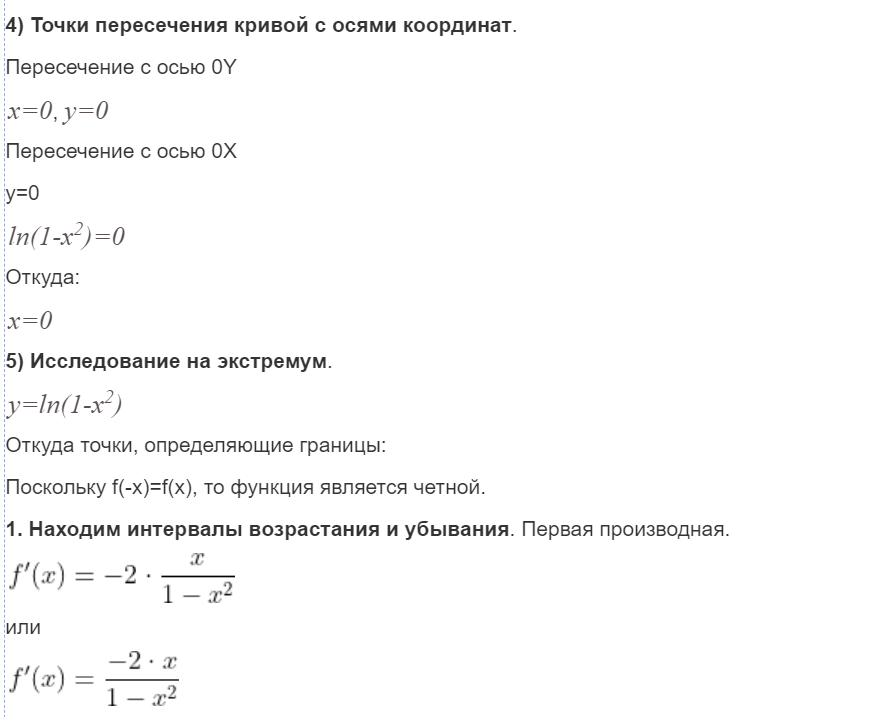 4) Точки пересечения кривой с осями координат.
Пересечение с осью 0Y
x=0, y=0
Пересечение с осью 0X
y=0
ln(1-x²)=0
Откуда:
x=0
5) Исследование на экстремум.
y=ln(1-x²)
Откуда точки, определяющие границы:
Поскольку f(-x)=f(x), то функция является четной.
1. Находим интервалы возрастания и убывания. Первая производная.
f′(x) = −2 · x / (1 − x²)
или
f′(x) = (−2 · x) / (1 − x²)